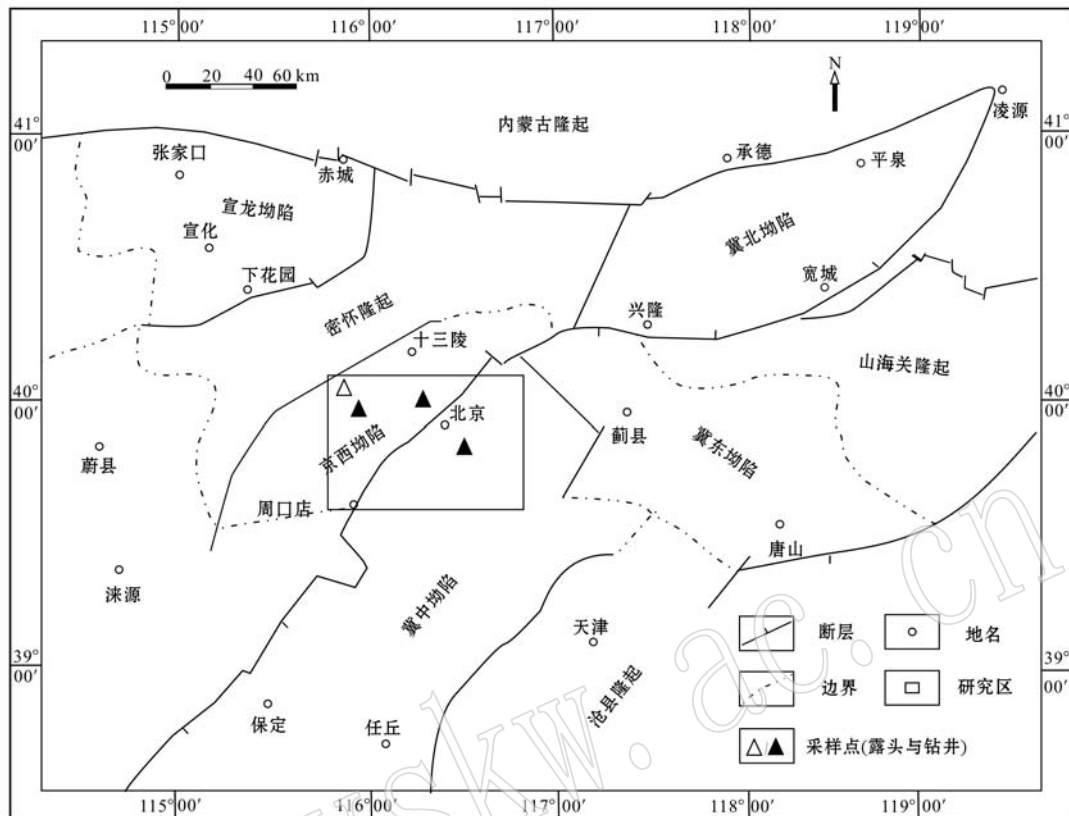 115°00′ 116°00′ 117°00′ 118°00′ 119°00′
0 20 40 60 km
N
凌源
41°
00′
41°
00′
内蒙古隆起
张家口
赤城
承德
平泉
宣龙坳陷
宣化
冀北坳陷
下花园
宽城
密怀隆起
兴隆
十三陵
山海关隆起
40°
00′
40°
00′
北京
蓟县
京西坳陷
冀东坳陷
蔚县
周口店
唐山
涞源
冀中坳陷
天津
断层
地名
39°
00′
39°
00′
沧县隆起
边界
研究区
保定
任丘
采样点(露头与钻井)
115°00′ 116°00′ 117°00′ 118°00′ 119°00′
yskw.ac.cn